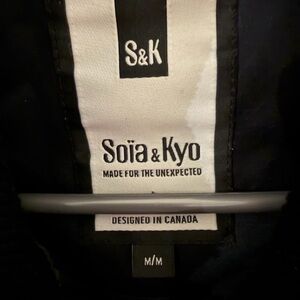 S&K
Soïa & Kyo
MADE FOR THE UNEXPECTED
DESIGNED IN CANADA
M/M